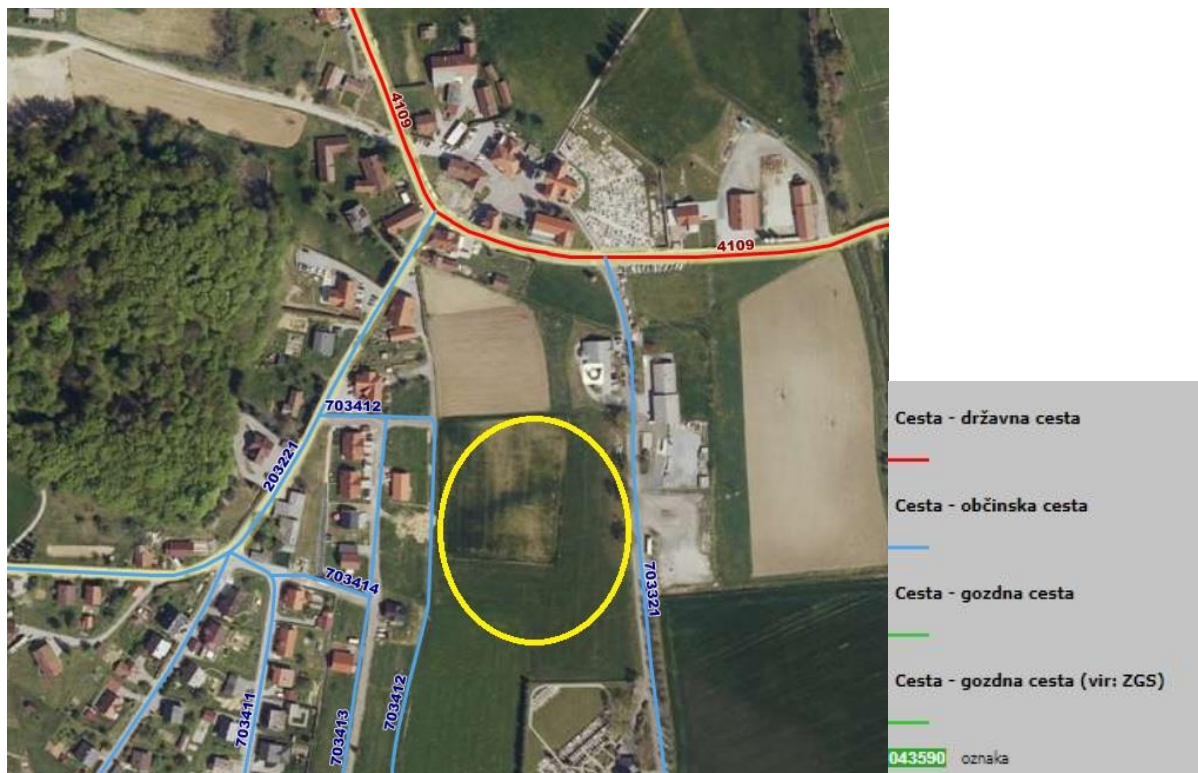 4109
4109
703412
203221
703414
703321
703411
703413
703412
Cesta - državna cesta
Cesta - občinska cesta
Cesta - gozdna cesta
Cesta - gozdna cesta (vir: ZGS)
043590 oznaka